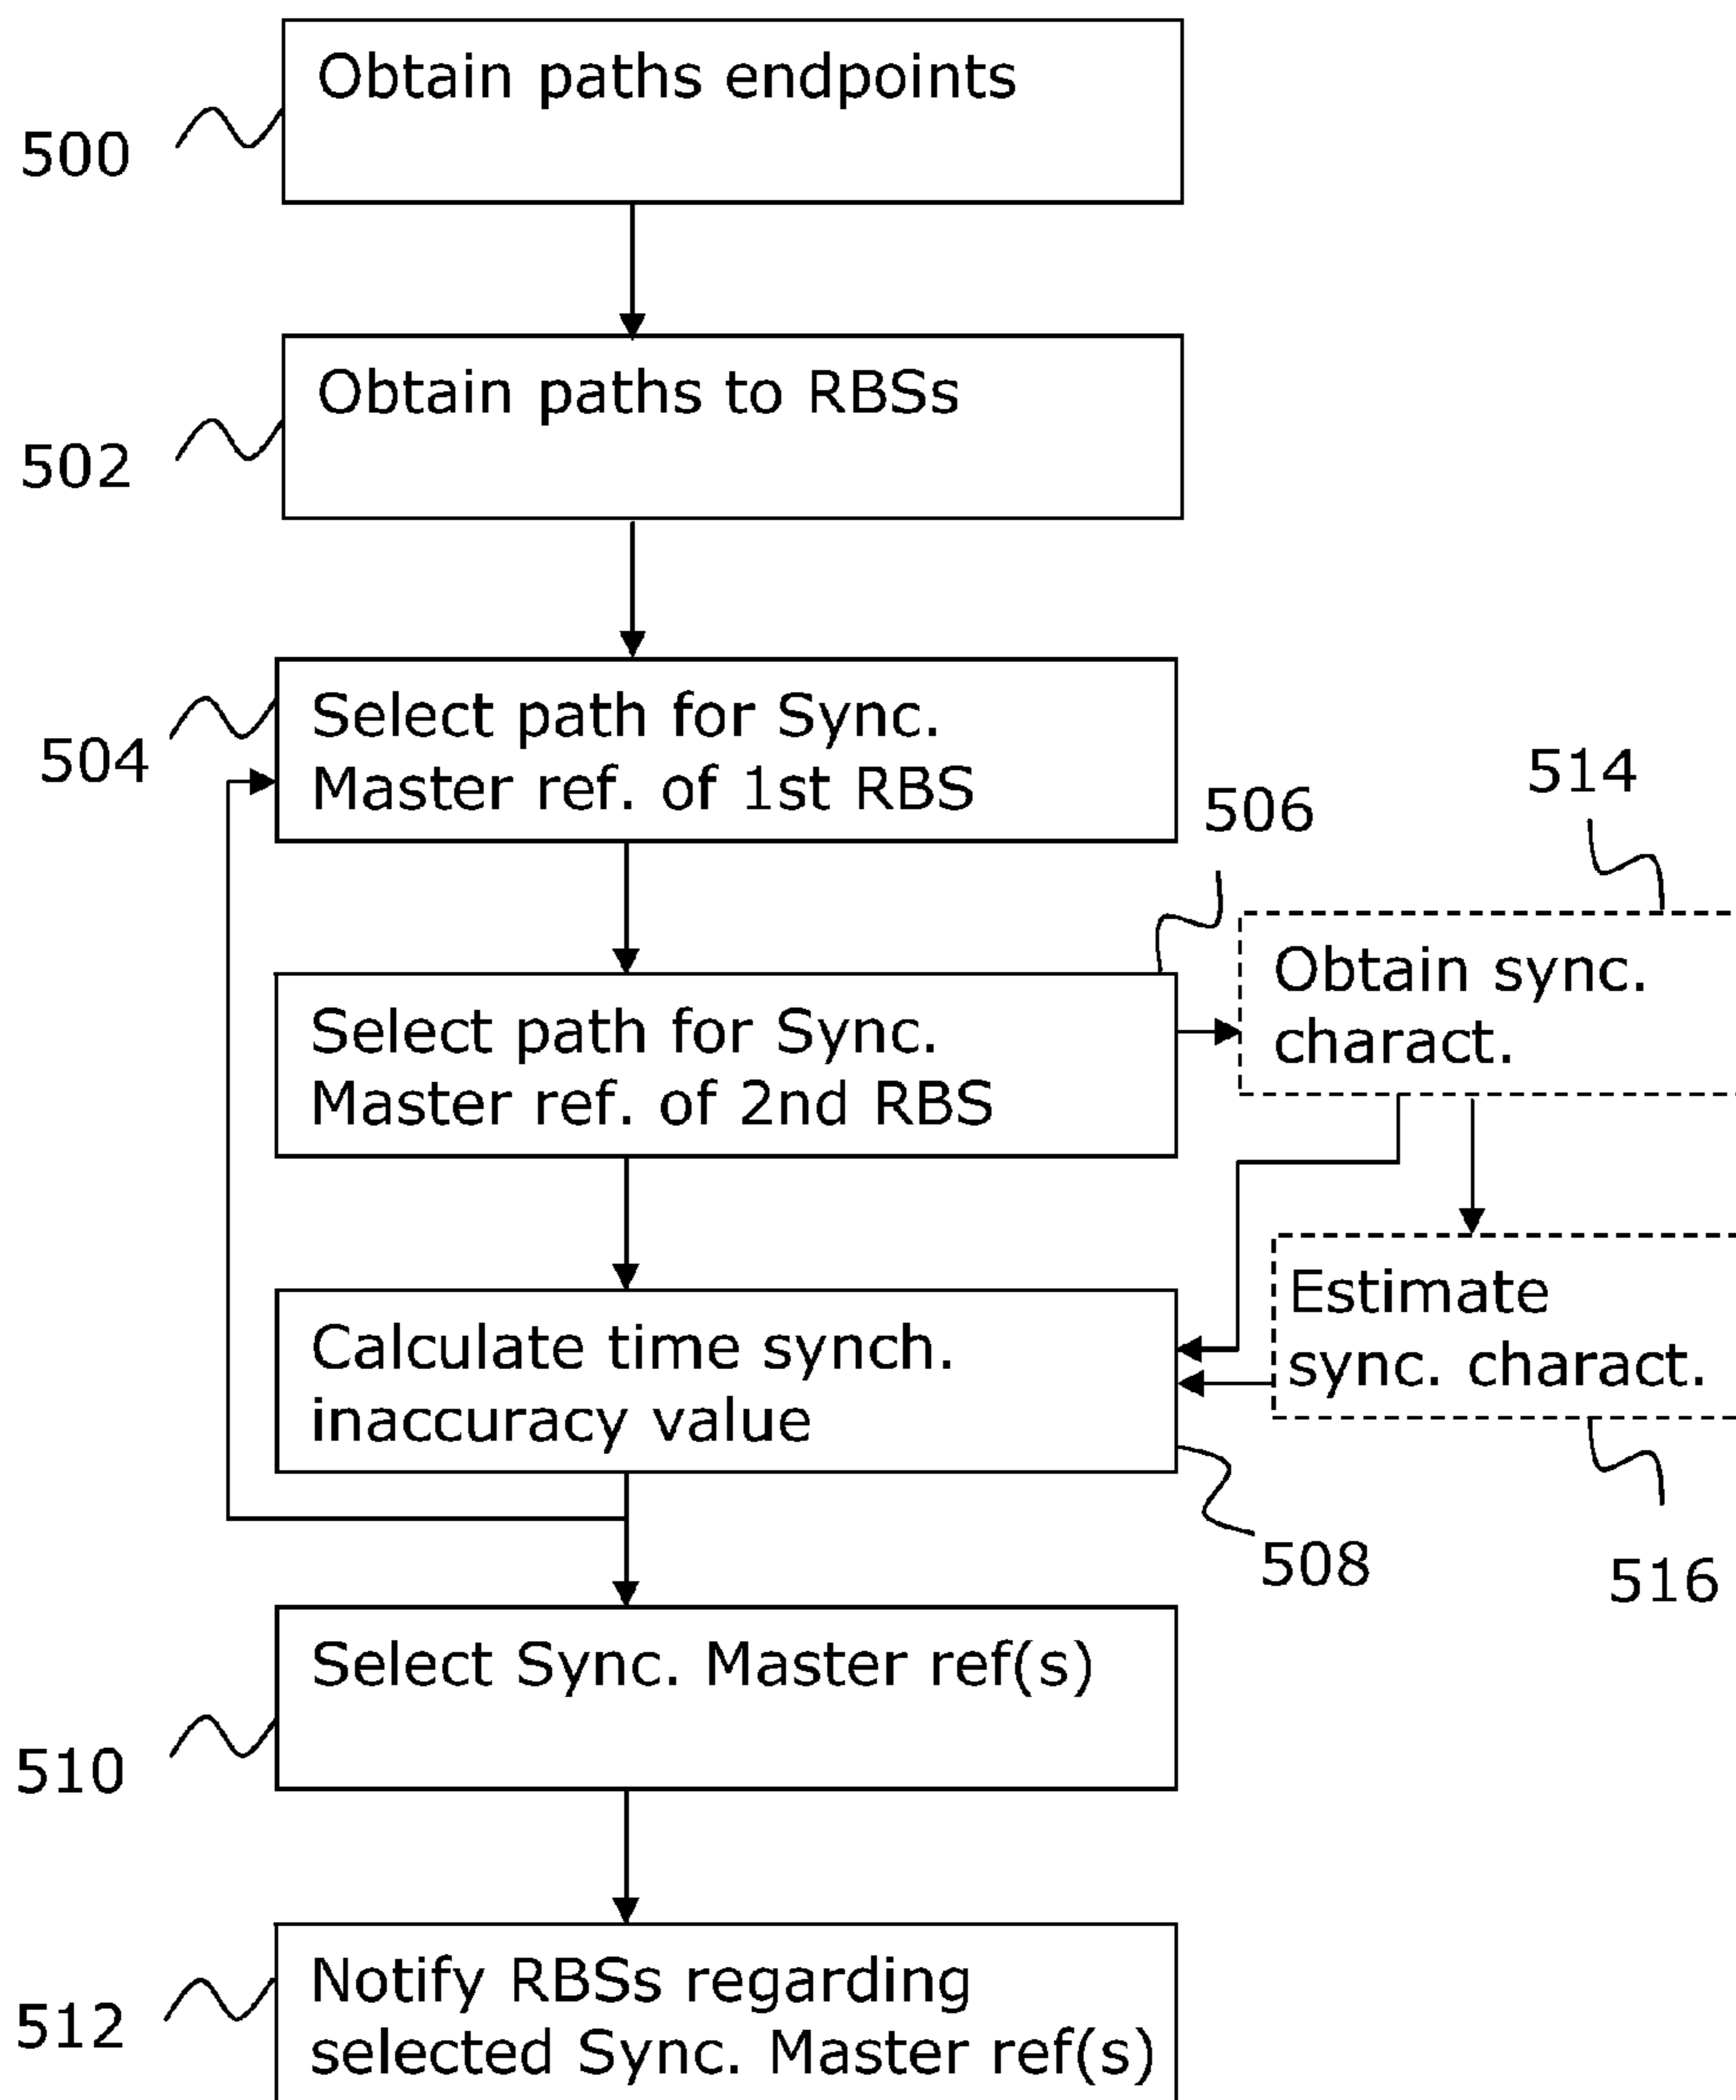 Obtain paths endpoints
500
Obtain paths to RBSs
502
Select path for Sync.
Master ref. of 1st RBS
504
506
514
Select path for Sync.
Master ref. of 2nd RBS
Obtain sync.
charact.
Calculate time synch.
inaccuracy value
Estimate
sync. charact.
508
516
Select Sync. Master ref(s)
510
Notify RBSs regarding
selected Sync. Master ref(s)
512